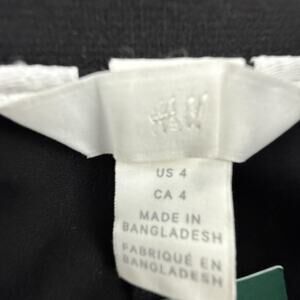 H&M
US 4
CA 4
MADE IN
BANGLADESH
FABRIQUÉ EN
BANGLADESH